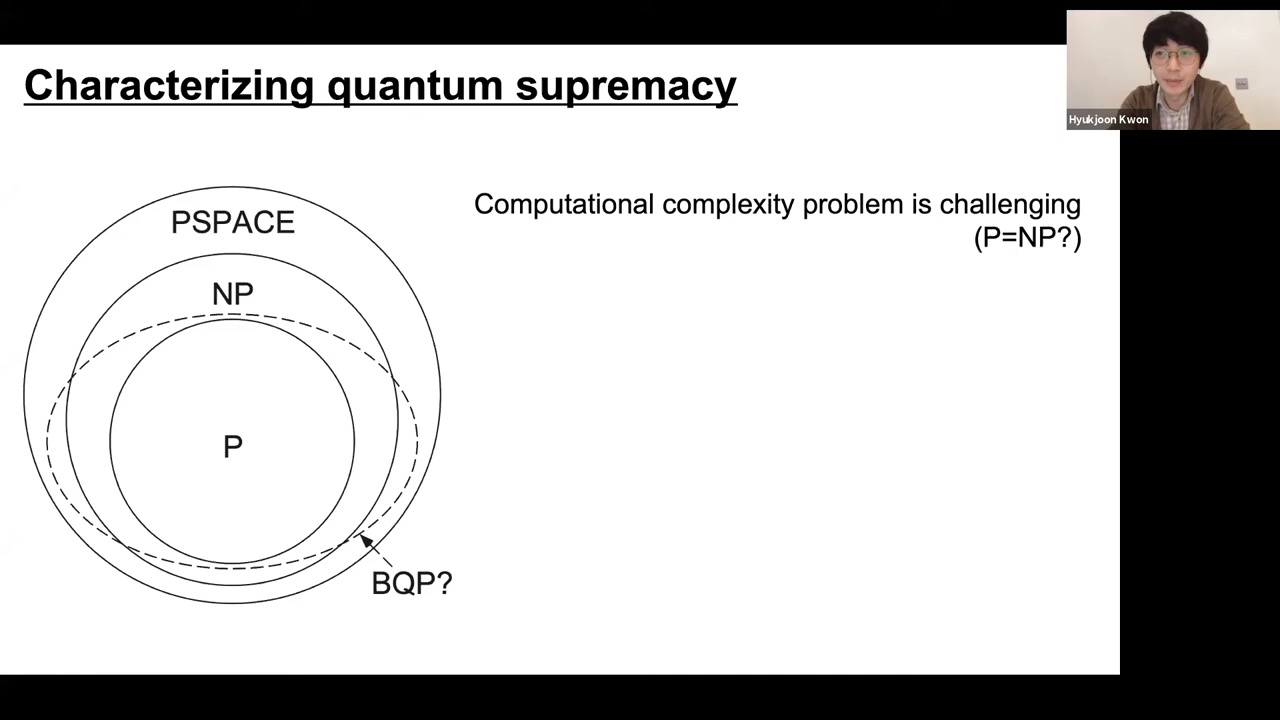 Characterizing quantum supremacy
Hyukjoon Kwon
PSPACE
Computational complexity problem is challenging
(P=NP?)
NP
P
BQP?